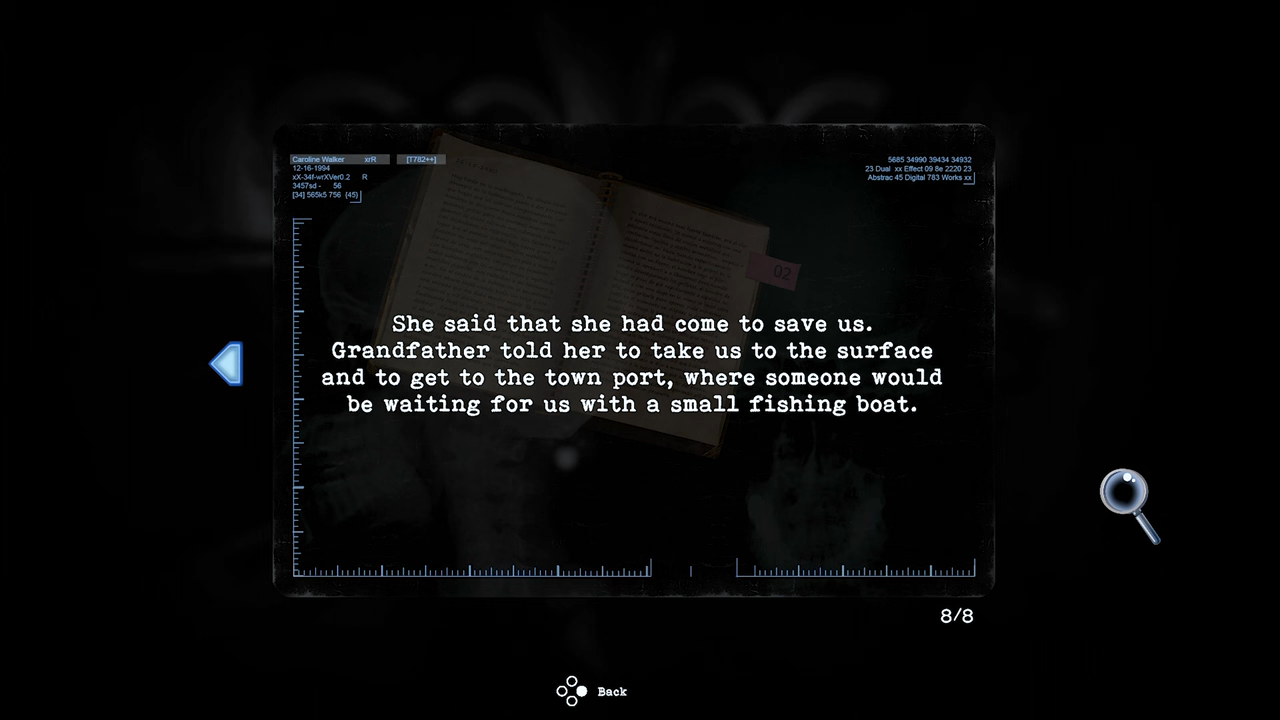 Caroline Walker xrR [T782++]
12-16-1994
xX-34f-wrXVer0.2 R
3457sd - 56
[34] 565k5 756 {45}
5685 34990 39434 34932
23 Dual xx Effect 09 8e 2220 23
Abstrac 45 Digital 783 Works xx
02
She said that she had come to save us.
Grandfather told her to take us to the surface
and to get to the town port, where someone would
be waiting for us with a small fishing boat.
8/8
Back